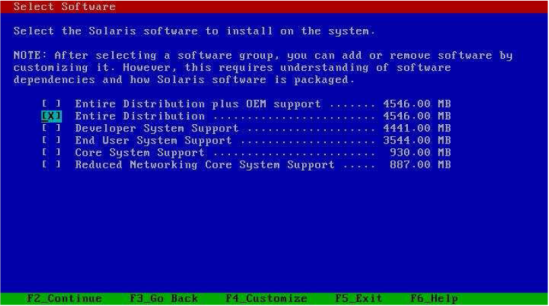 Select Software
Select the Solaris software to install on the system.
NOTE: After selecting a software group, you can add or remove software by
customizing it. However, this requires understanding of software
dependencies and how Solaris software is packaged.
[ ] Entire Distribution plus OEM support ....... 4546.00 MB
[X] Entire Distribution ........................ 4546.00 MB
[ ] Developer System Support ................... 4441.00 MB
[ ] End User System Support .................... 3544.00 MB
[ ] Core System Support ........................ 930.00 MB
[ ] Reduced Networking Core System Support ..... 887.00 MB
F2_Continue F3_Go Back F4_Customize F5_Exit F6_Help